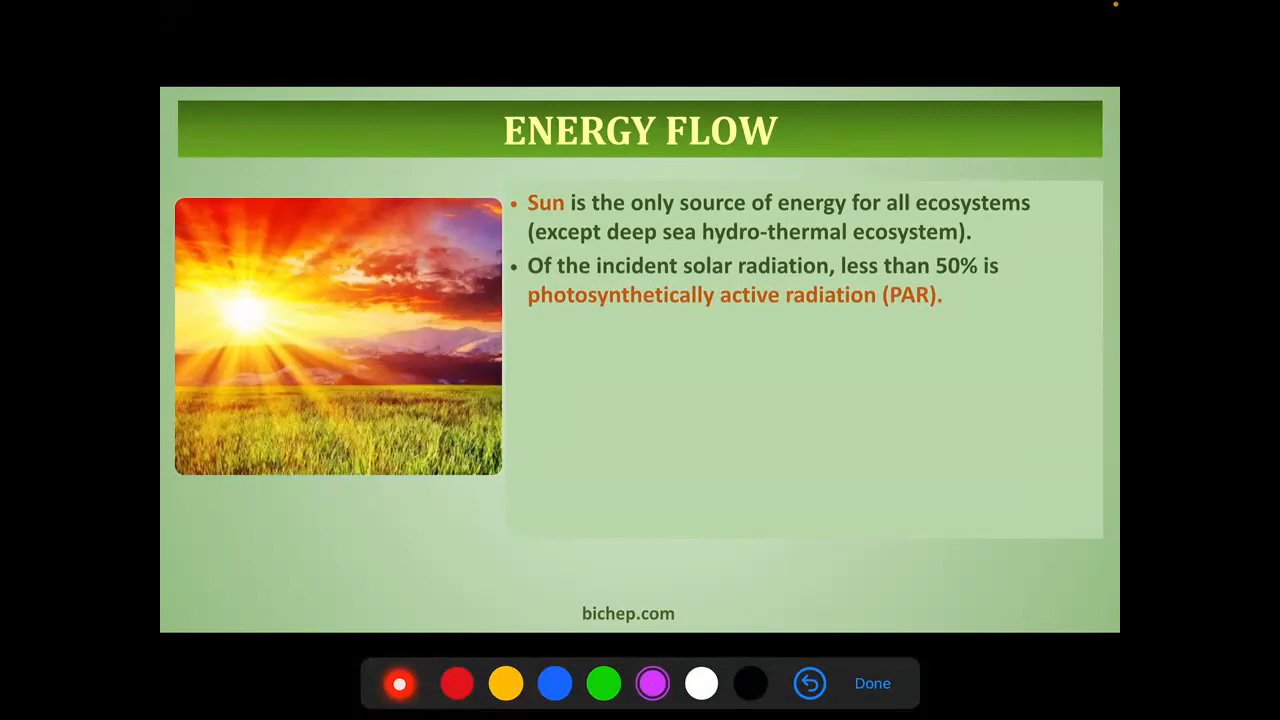 ENERGY FLOW
• Sun is the only source of energy for all ecosystems
(except deep sea hydro-thermal ecosystem).
• Of the incident solar radiation, less than 50% is
photosynthetically active radiation (PAR).
bichep.com
Done